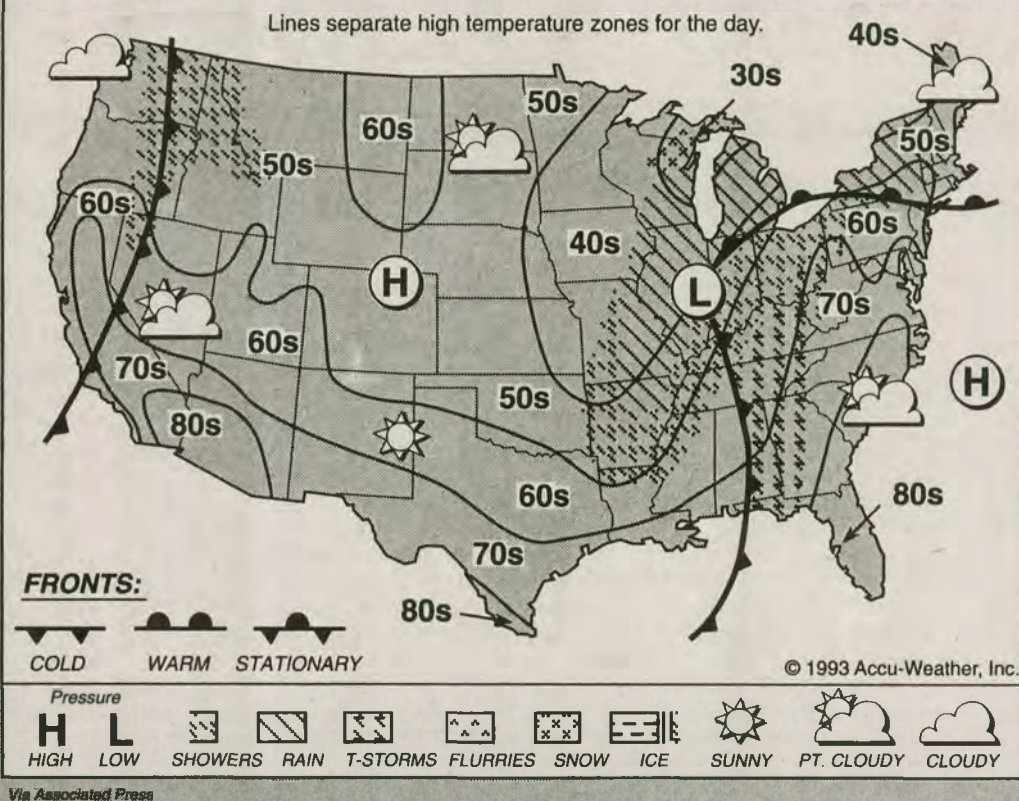 Lines separate high temperature zones for the day.
40s
30s
50s
60s
50s
50s
60s
40s
60s
H
L
70s
60s
70s
50s
H
80s
60s
80s
70s
80s
FRONTS:
COLD WARM STATIONARY
© 1993 Accu-Weather, Inc.
Pressure
H L
HIGH LOW SHOWERS RAIN T-STORMS FLURRIES SNOW ICE SUNNY PT. CLOUDY CLOUDY
Via Associated Press